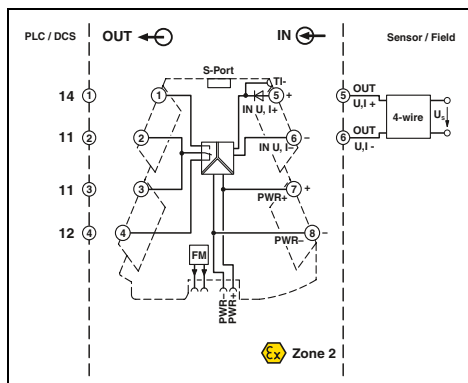 PLC / DCS OUT IN Sensor / Field
S-Port
TI-
14 1 1 5 + 5 OUT
IN U, I+ U,I +
4-wire
Us
11 2 2 6 – 6 OUT
IN U, I– U,I -
11 3 3 7 +
PWR+
12 4 4 8 –
PWR–
FM
PWR–
PWR+
Ex Zone 2